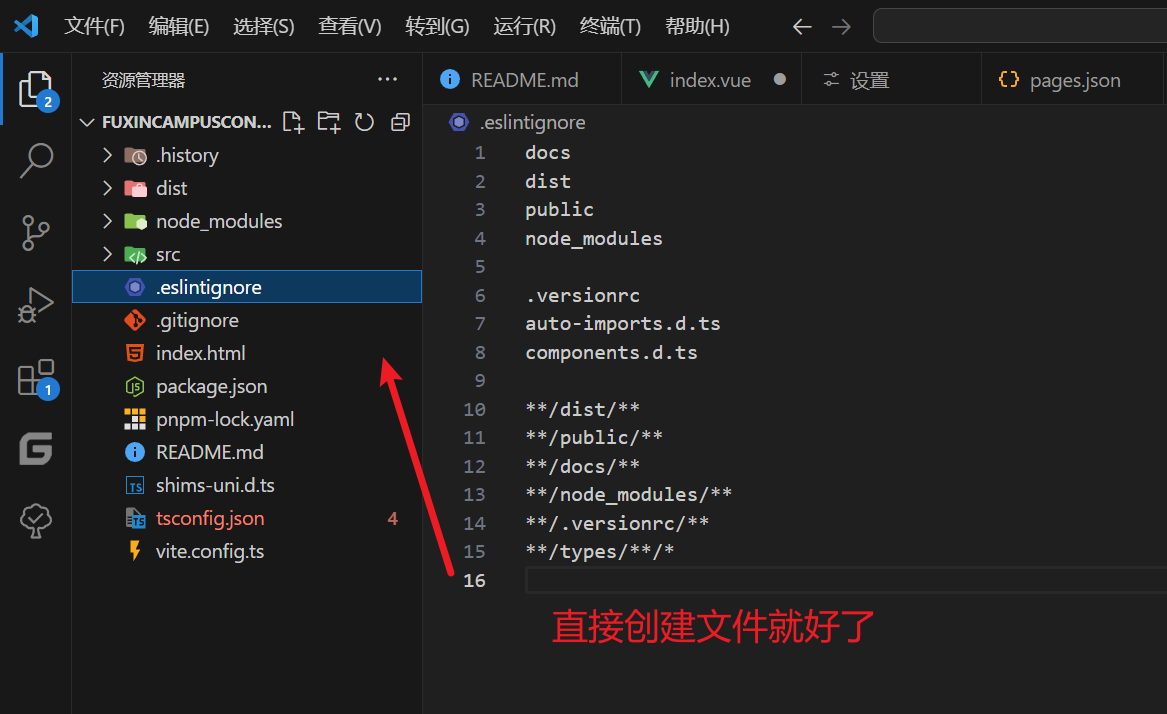 文件(F) 编辑(E) 选择(S) 查看(V) 转到(G) 运行(R) 终端(T) 帮助(H)
资源管理器 ···
README.md index.vue 设置 pages.json
2
FUXINCAMPUSCON...
.eslintignore
.history
dist
node_modules
src
.eslintignore
.gitignore
index.html
package.json
1
pnpm-lock.yaml
README.md
shims-uni.d.ts
tsconfig.json 4
vite.config.ts
1 docs
2 dist
3 public
4 node_modules
5
6 .versionrc
7 auto-imports.d.ts
8 components.d.ts
9
10 **/dist/**
11 **/public/**
12 **/docs/**
13 **/node_modules/**
14 **/.versionrc/**
15 **/types/**/*
16
直接创建文件就好了